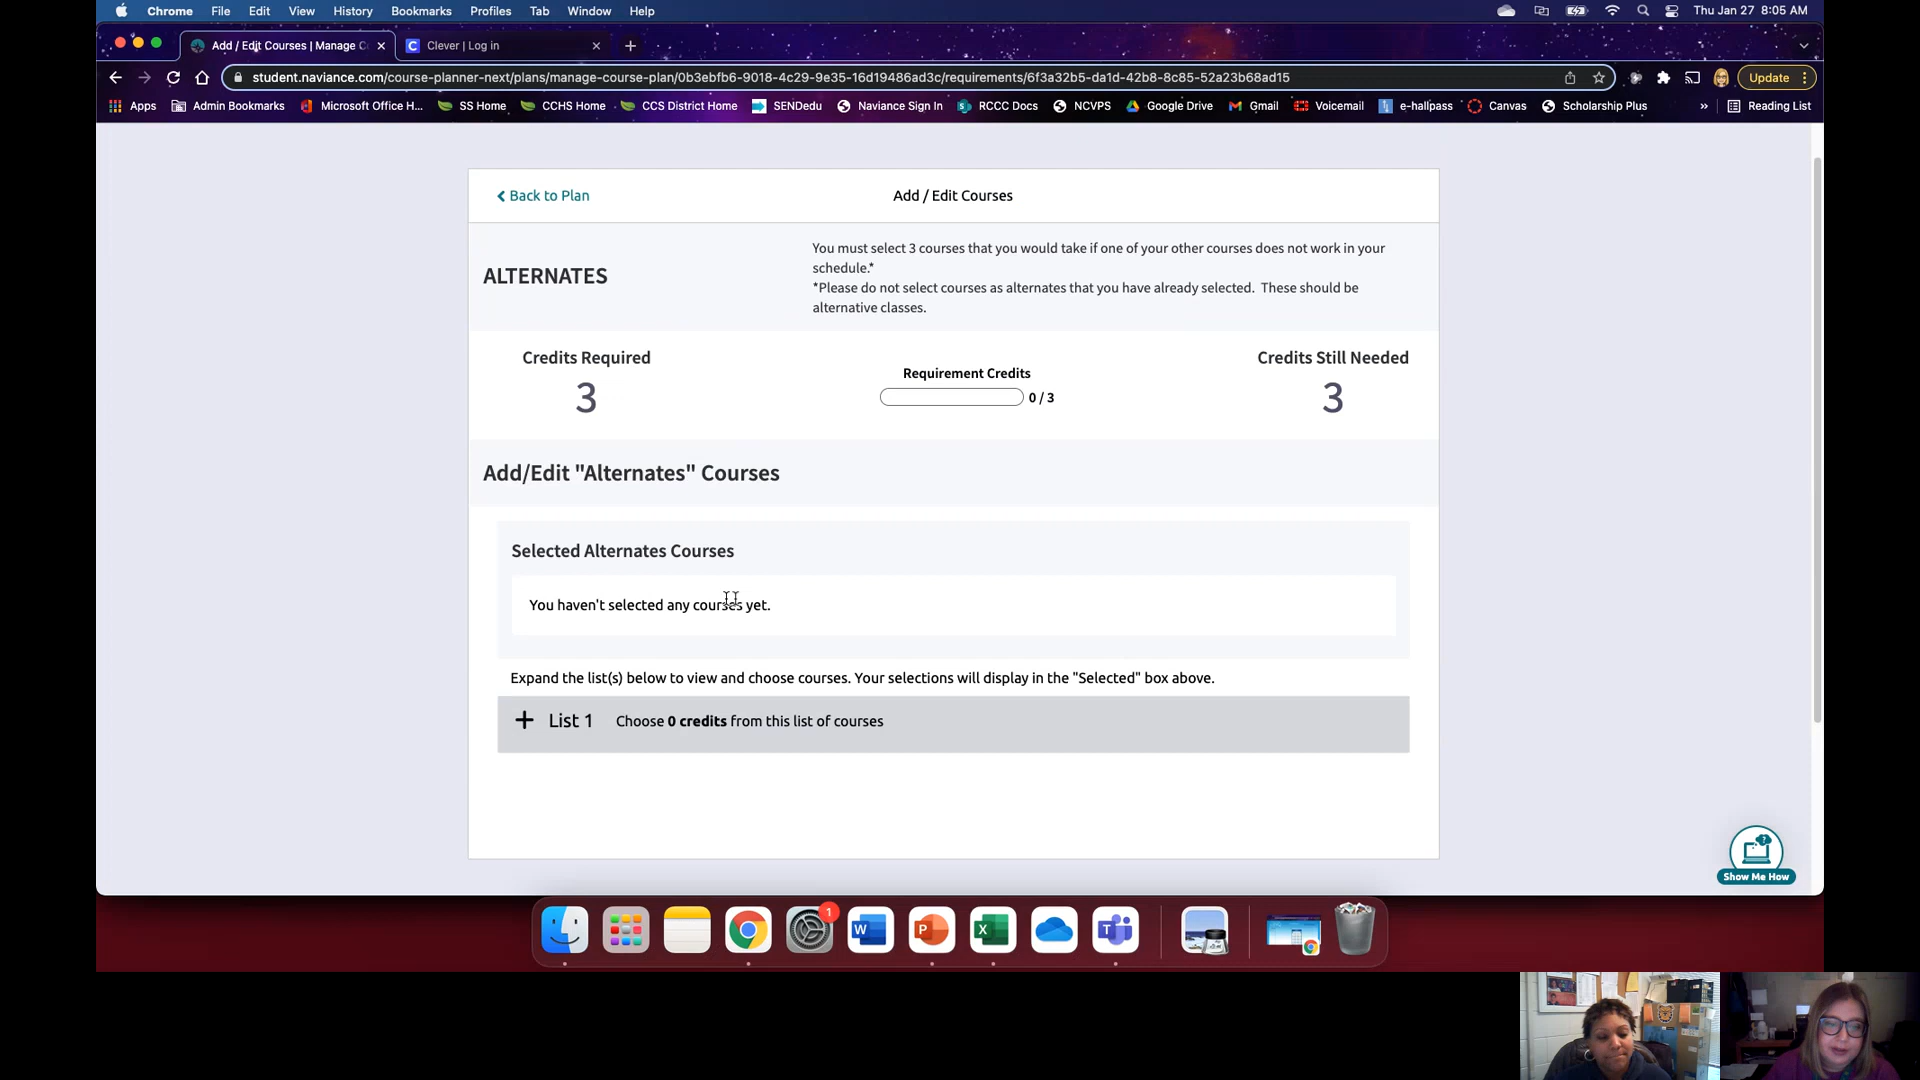 Chrome File Edit View History Bookmarks Profiles Tab Window Help Thu Jan 27 8:05 AM
Add / Edit Courses | Manage Co Clever | Log in
student.naviance.com/course-planner-next/plans/manage-course-plan/0b3ebfb6-9018-4c29-9e35-16d19486ad3c/requirements/6f3a32b5-da1d-42b8-8c85-52a23b68ad15 Update
Apps Admin Bookmarks Microsoft Office H... SS Home CCHS Home CCS District Home SENDedu Naviance Sign In RCCC Docs NCVPS Google Drive Gmail Voicemail e-hallpass Canvas Scholarship Plus » Reading List
Back to Plan Add / Edit Courses
ALTERNATES
You must select 3 courses that you would take if one of your other courses does not work in your
schedule.*
*Please do not select courses as alternates that you have already selected. These should be
alternative classes.
Credits Required
3
Requirement Credits
0 / 3
Credits Still Needed
3
Add/Edit "Alternates" Courses
Selected Alternates Courses
You haven't selected any courses yet.
Expand the list(s) below to view and choose courses. Your selections will display in the "Selected" box above.
+ List 1 Choose 0 credits from this list of courses
Show Me How
1
W P X T